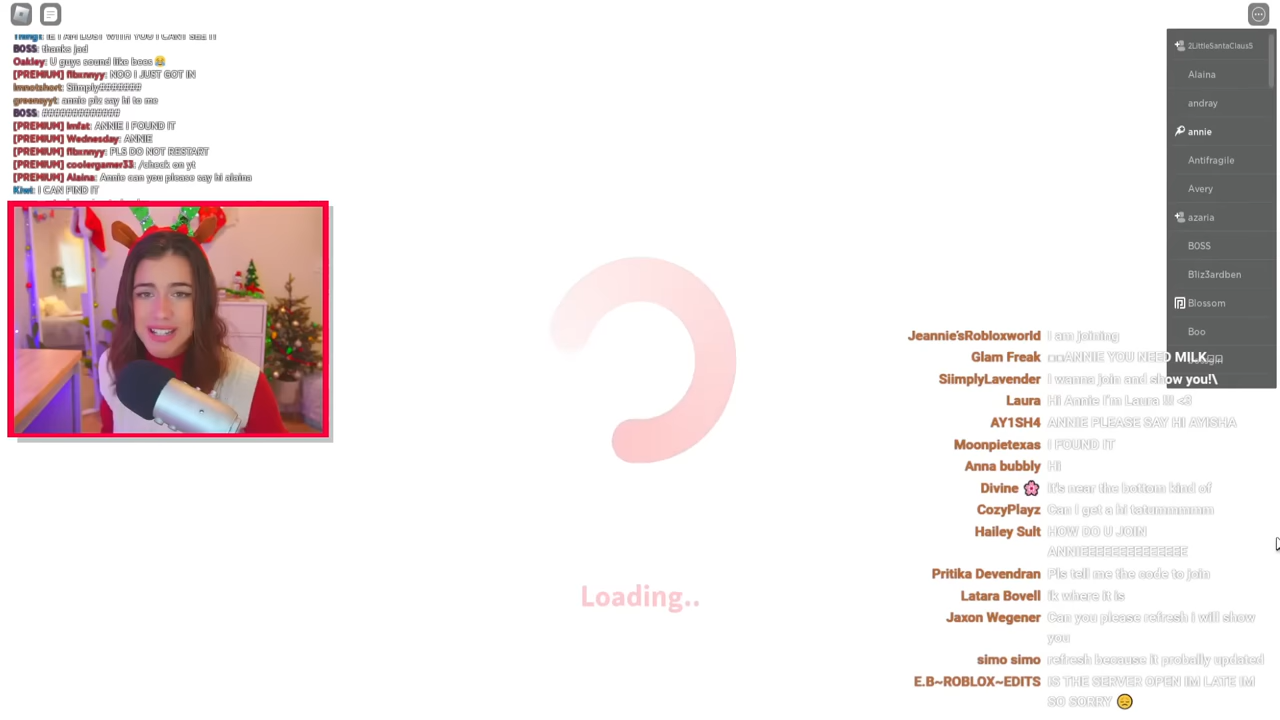 BOSS: thanks jad
Oakley: U guys sound like bees 😭
[PREMIUM] flbxnnyy: NOO I JUST GOT IN
Imnotshort: Siimply#######
greensyyt: annie plz say hi to me
BOSS: #############
[PREMIUM] Imfat: ANNIE I FOUND IT
[PREMIUM] Wednesday: ANNIE
[PREMIUM] flbxnnyy: PLS DO NOT RESTART
[PREMIUM] coolergamer33: /check on yt
[PREMIUM] Alaina: Annie can you please say hi alaina
Kiwi: I CAN FIND IT
2LittleSantaClaus5
Alaina
andray
annie
Antifragile
Avery
azaria
B0SS
B1iz3ardben
Blossom
Boo
Loading..
Jeannie'sRobloxworld I am joining
Glam Freak ANNIE YOU NEED MILK
SiimplyLavender I wanna join and show you!\
Laura Hi Annie I'm Laura !!! <3
AY1SH4 ANNIE PLEASE SAY HI AYISHA
Moonpietexas I FOUND IT
Anna bubbly Hi
Divine 🌸 It's near the bottom kind of
CozyPlayz Can I get a hi
Hailey Sult HOW DO U JOIN
ANNIEEEEEEEEEEEEEE
Pritika Devendran Pls tell me the code to join
Latara Bovell Ik where it is
Jaxon Wegener Can you please refresh i will show
you
simo simo refresh because it probally updated
E.B~ROBLOX~EDITS IS THE SERVER OPEN IM LATE IM
SO SORRY 😔